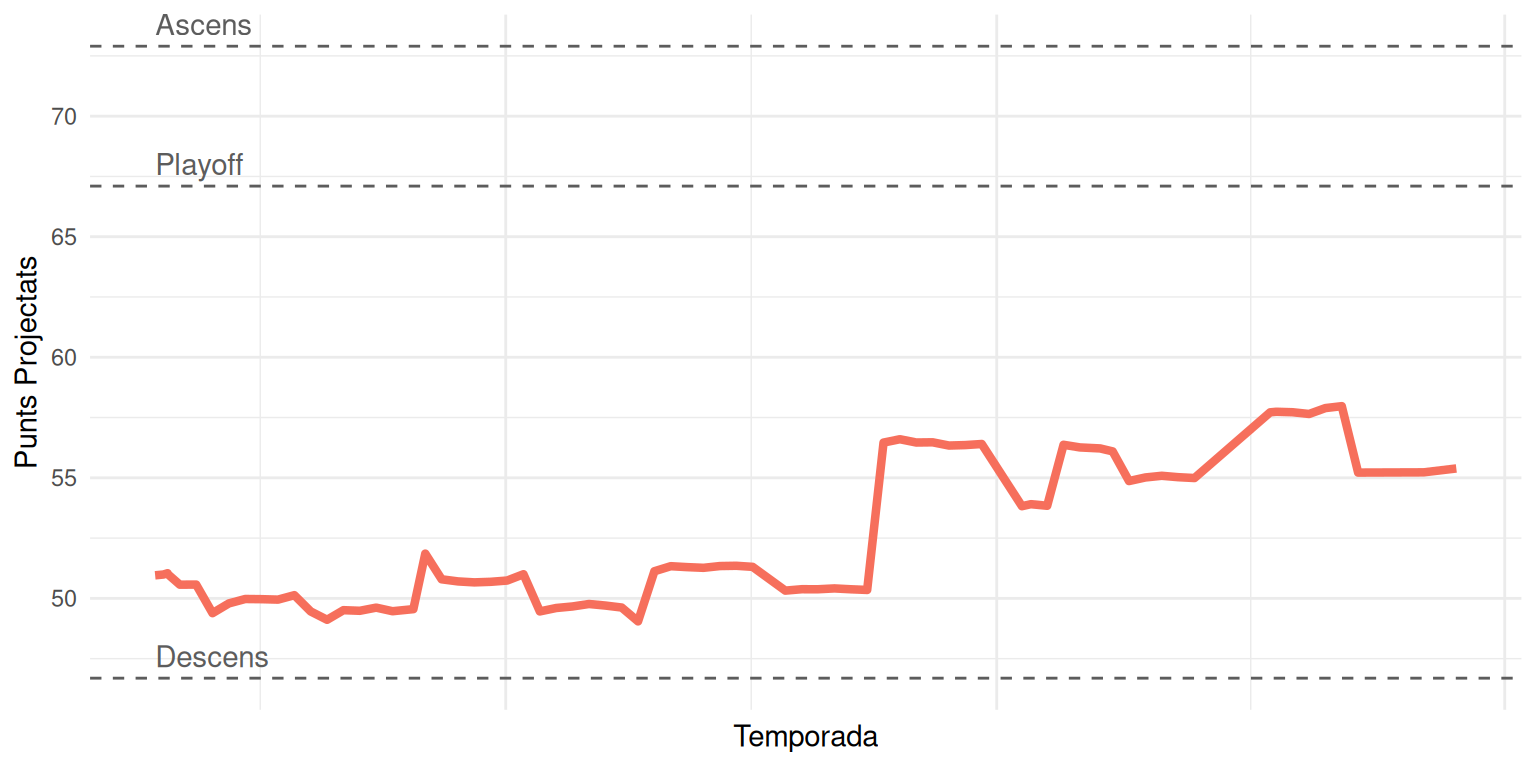 Ascens
70
Playoff
65
60
55
50
Descens
Punts Projectats
Temporada